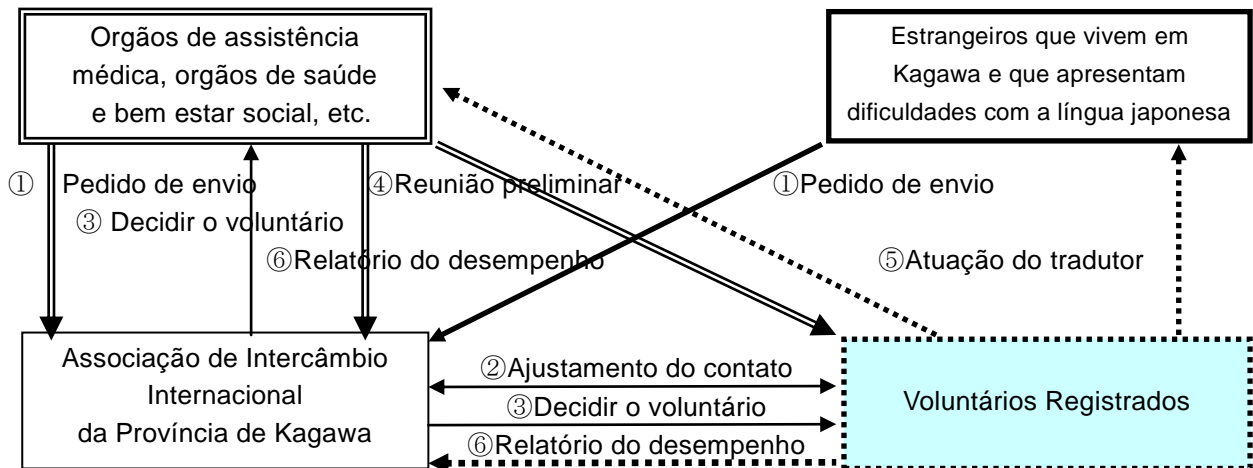 Orgãos de assistência
médica, orgãos de saúde
e bem estar social, etc.
Estrangeiros que vivem em
Kagawa e que apresentam
dificuldades com a língua japonesa
① Pedido de envio
④Reunião preliminar
①Pedido de envio
③ Decidir o voluntário
⑥Relatório do desempenho
⑤Atuação do tradutor
Associação de Intercâmbio
Internacional
da Província de Kagawa
②Ajustamento do contato
③Decidir o voluntário
⑥Relatório do desempenho
Voluntários Registrados